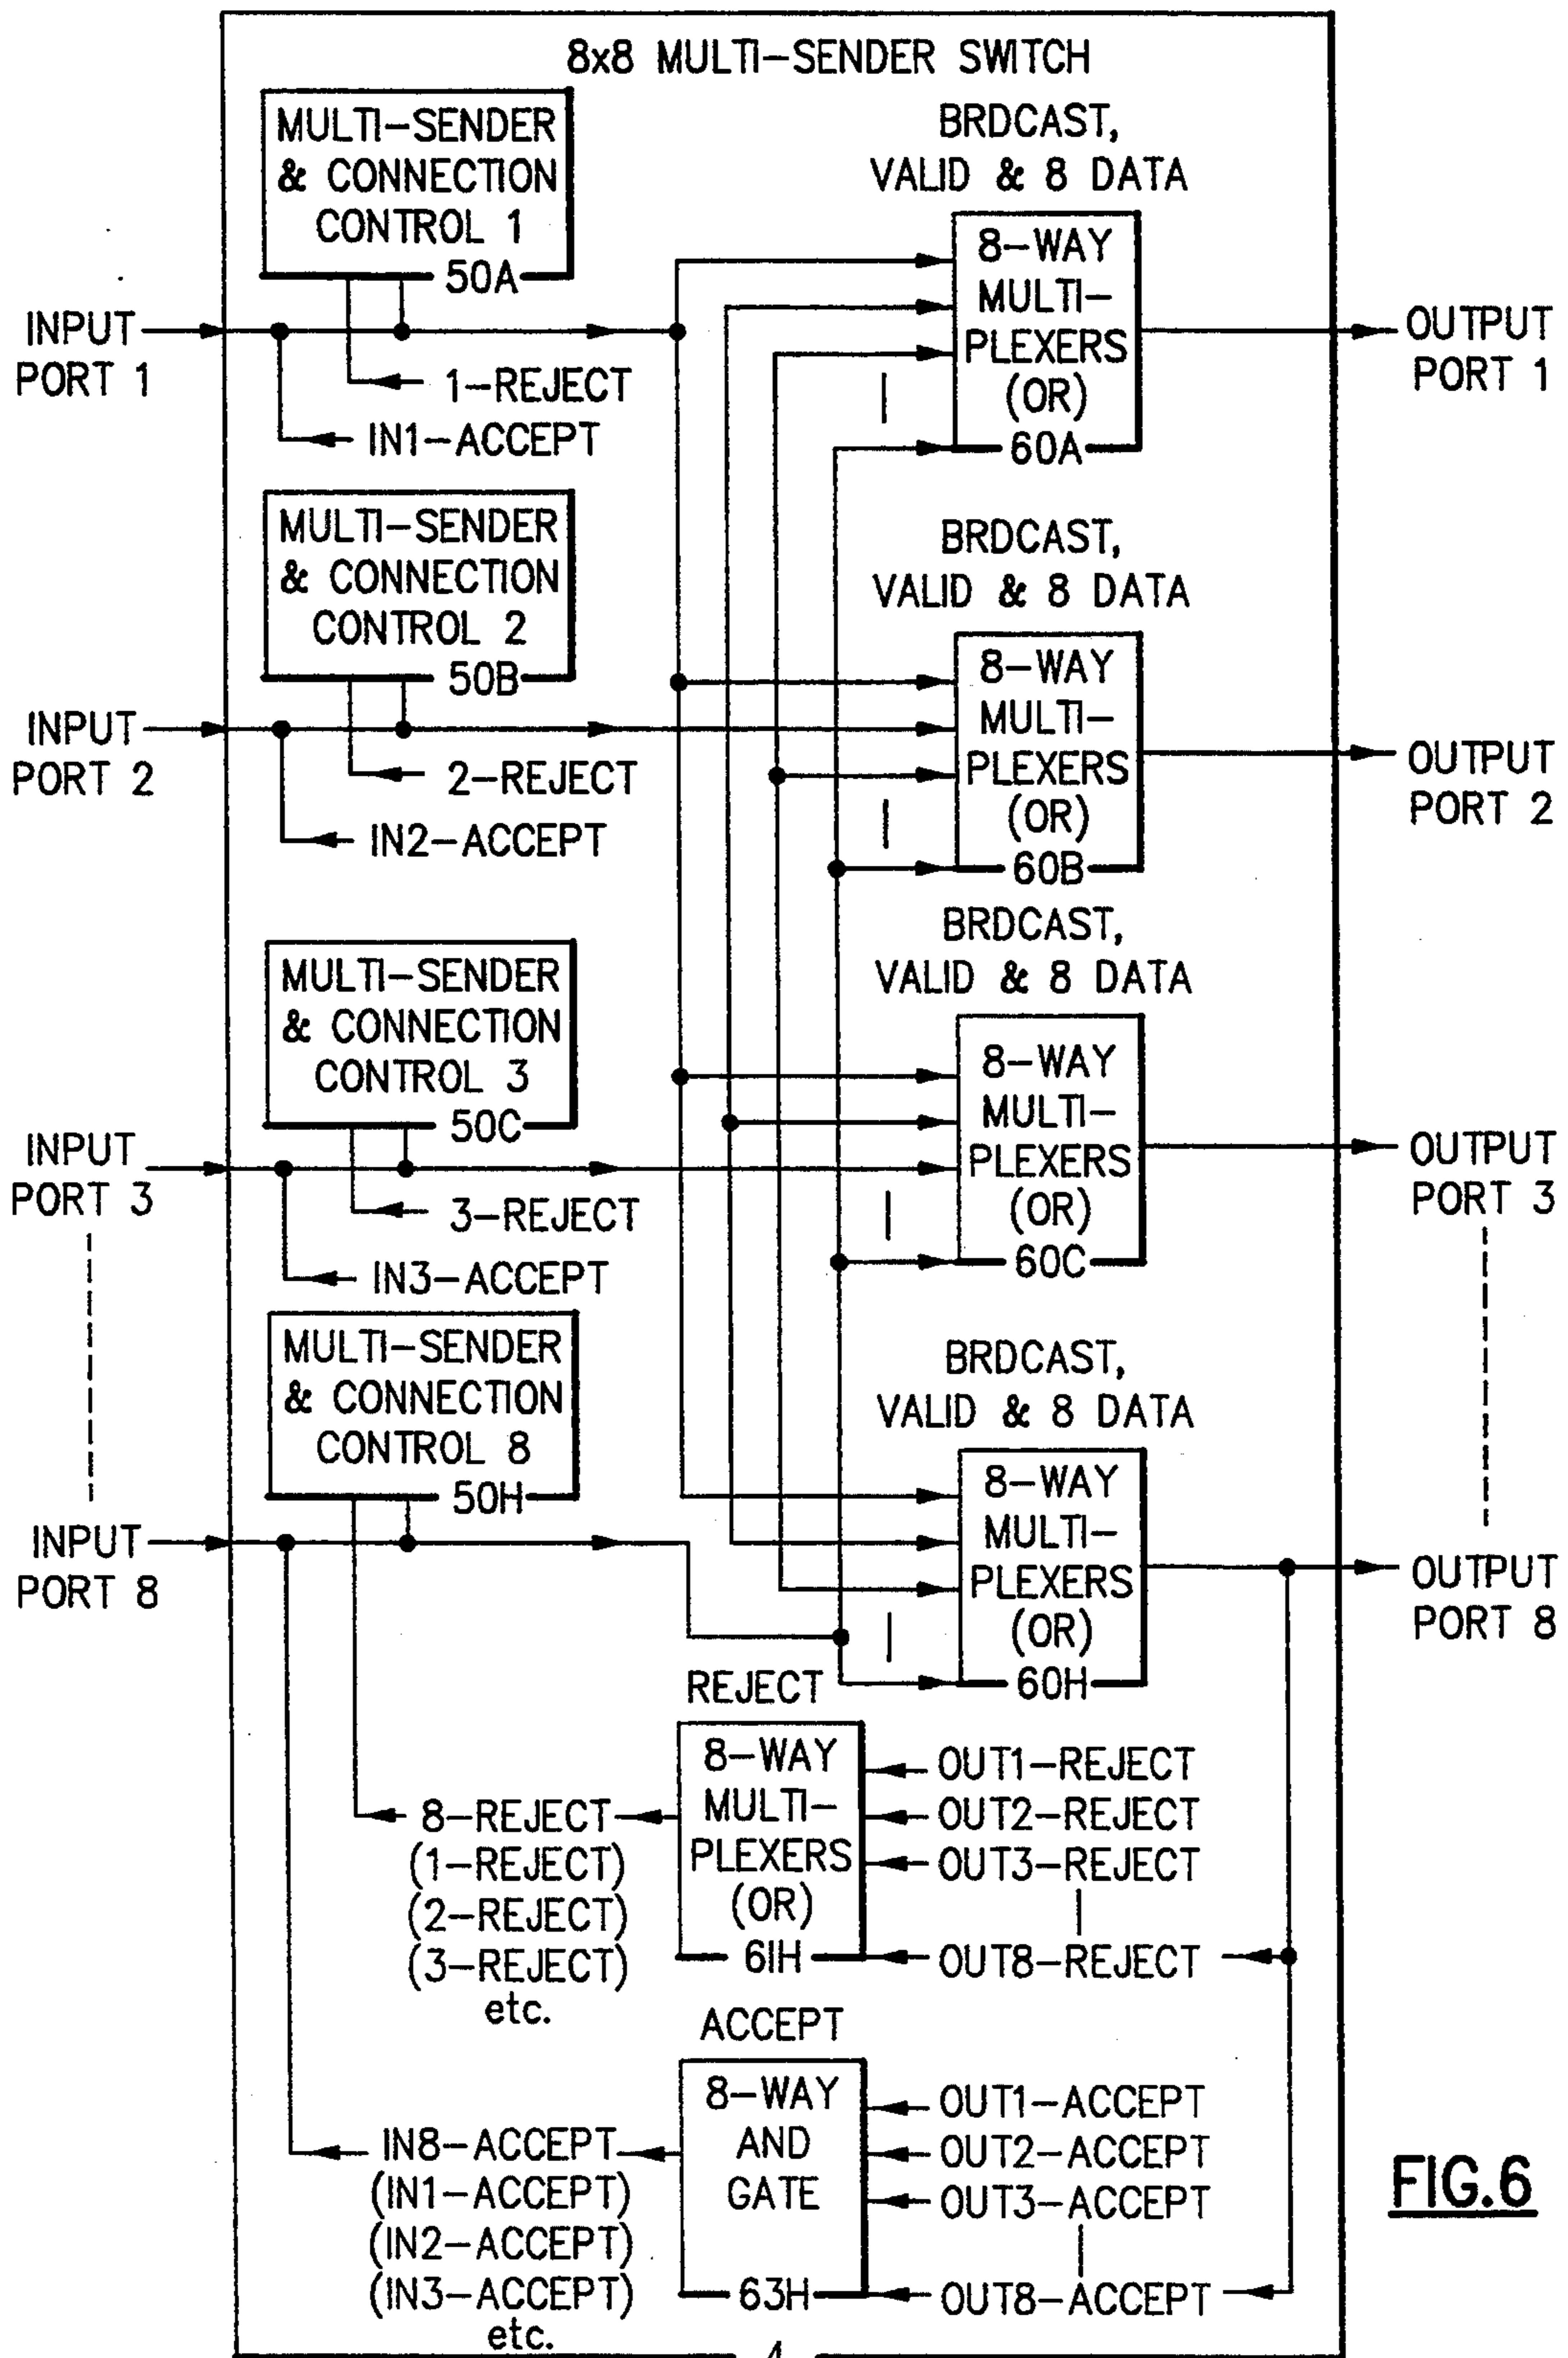 8x8 MULTI-SENDER SWITCH
MULTI-SENDER
& CONNECTION
CONTROL 1
50A
BRDCAST,
VALID & 8 DATA
8-WAY
MULTI-
PLEXERS
(OR)
60A
INPUT
PORT 1
OUTPUT
PORT 1
1-REJECT
IN1-ACCEPT
MULTI-SENDER
& CONNECTION
CONTROL 2
50B
BRDCAST,
VALID & 8 DATA
8-WAY
MULTI-
PLEXERS
(OR)
60B
INPUT
PORT 2
OUTPUT
PORT 2
2-REJECT
IN2-ACCEPT
MULTI-SENDER
& CONNECTION
CONTROL 3
50C
BRDCAST,
VALID & 8 DATA
8-WAY
MULTI-
PLEXERS
(OR)
60C
INPUT
PORT 3
OUTPUT
PORT 3
3-REJECT
IN3-ACCEPT
MULTI-SENDER
& CONNECTION
CONTROL 8
50H
BRDCAST,
VALID & 8 DATA
8-WAY
MULTI-
PLEXERS
(OR)
60H
INPUT
PORT 8
OUTPUT
PORT 8
REJECT
8-WAY
MULTI-
PLEXERS
(OR)
61H
OUT1-REJECT
OUT2-REJECT
OUT3-REJECT
OUT8-REJECT
8-REJECT
(1-REJECT)
(2-REJECT)
(3-REJECT)
etc.
ACCEPT
8-WAY
AND
GATE
63H
OUT1-ACCEPT
OUT2-ACCEPT
OUT3-ACCEPT
OUT8-ACCEPT
IN8-ACCEPT
(IN1-ACCEPT)
(IN2-ACCEPT)
(IN3-ACCEPT)
etc.
FIG.6